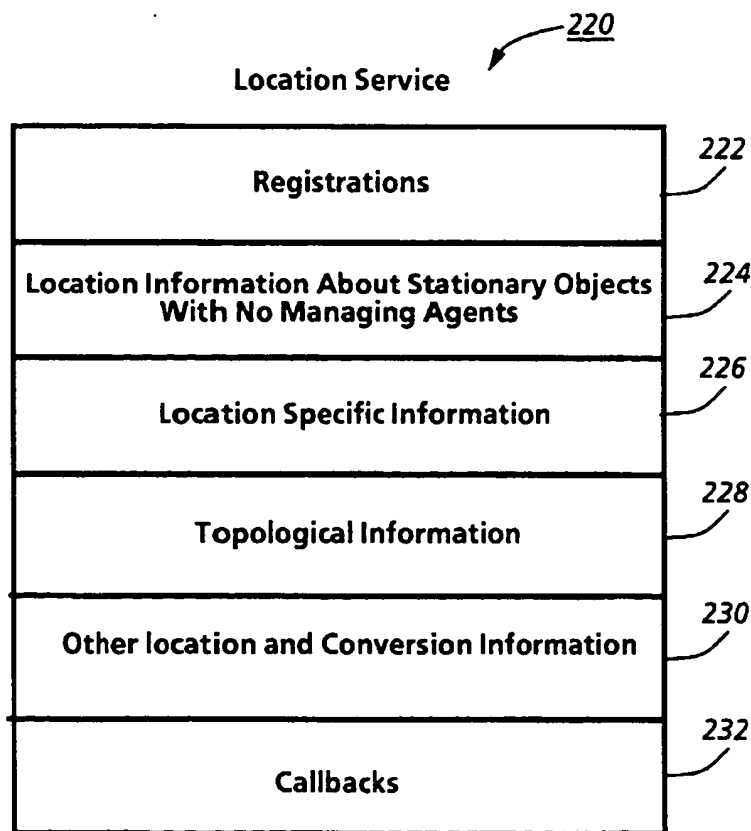 220
Location Service
222
Registrations
224
Location Information About Stationary Objects
With No Managing Agents
226
Location Specific Information
228
Topological Information
230
Other location and Conversion Information
232
Callbacks